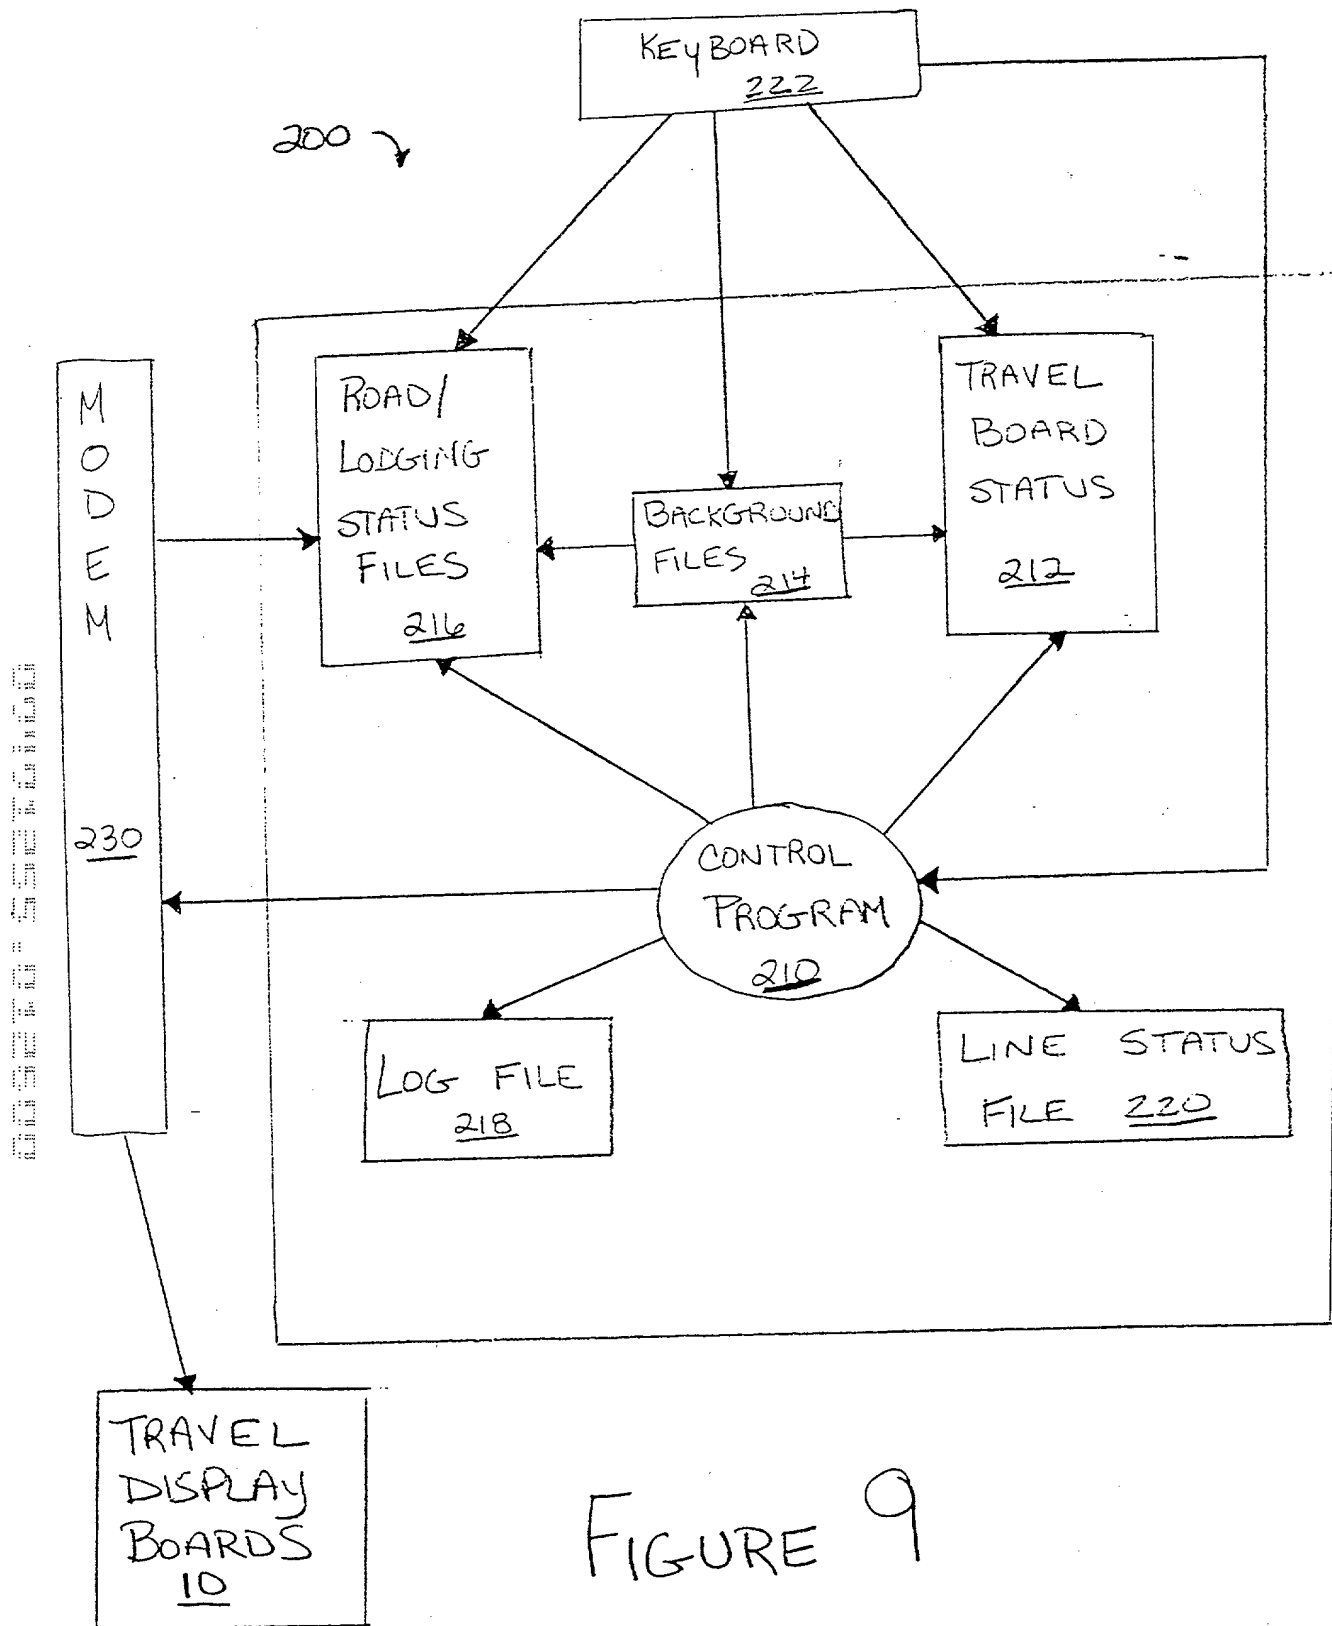 KEYBOARD
222
200
MODEM
230
ROAD/
LODGING
STATUS
FILES
216
BACKGROUND
FILES
214
TRAVEL
BOARD
STATUS
212
CONTROL
PROGRAM
210
LOG FILE
218
LINE STATUS
FILE 220
TRAVEL
DISPLAY
BOARDS
10
FIGURE 9